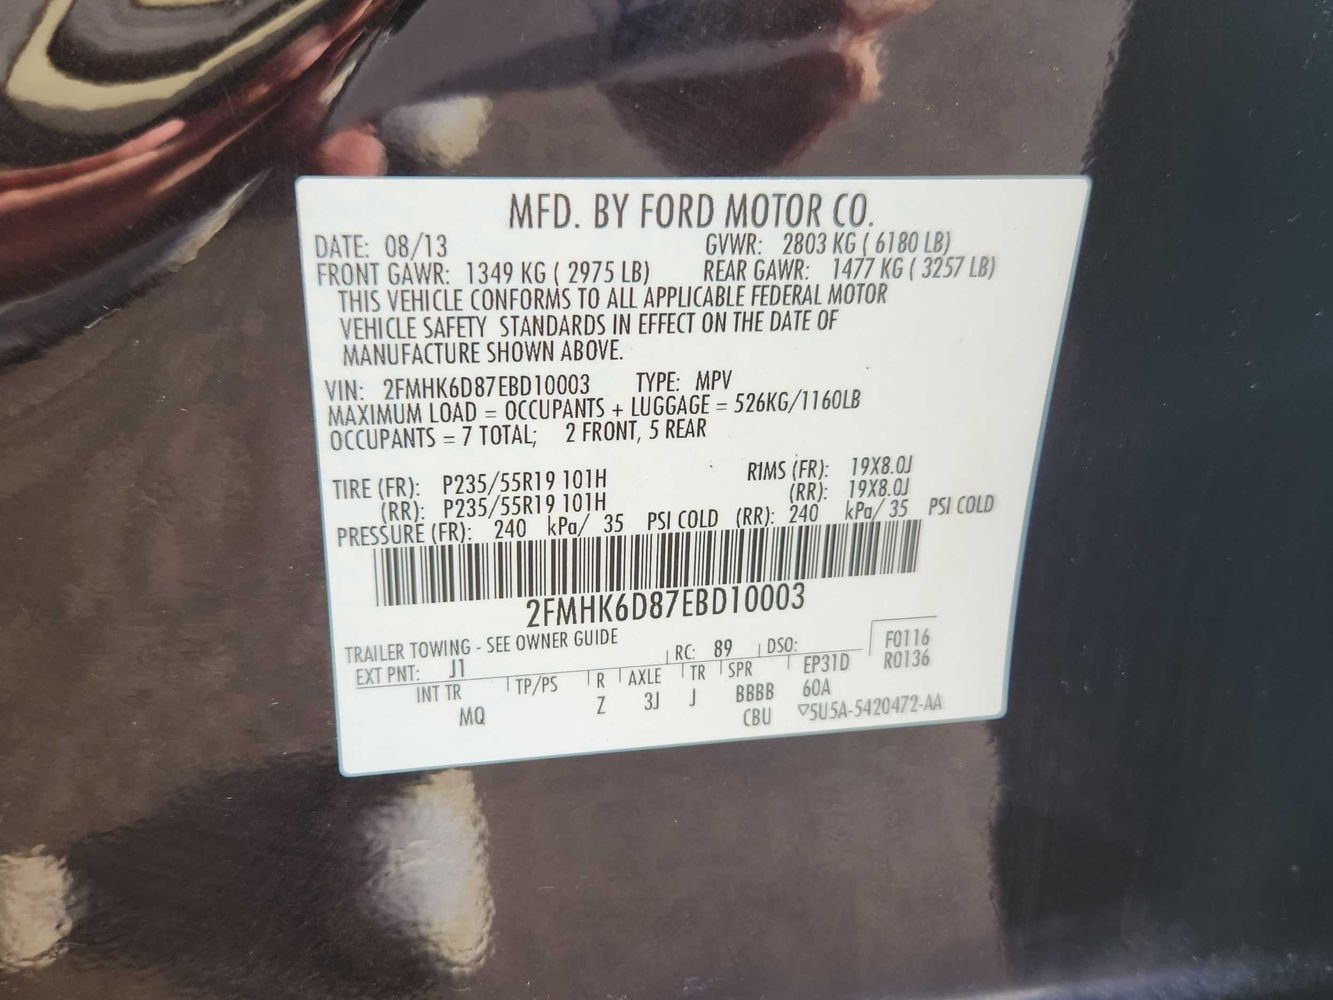 MFD. BY FORD MOTOR CO.
DATE: 08/13 GVWR: 2803 KG ( 6180 LB)
FRONT GAWR: 1349 KG ( 2975 LB) REAR GAWR: 1477 KG ( 3257 LB)
THIS VEHICLE CONFORMS TO ALL APPLICABLE FEDERAL MOTOR
VEHICLE SAFETY STANDARDS IN EFFECT ON THE DATE OF
MANUFACTURE SHOWN ABOVE.
VIN: 2FMHK6D87EBD10003 TYPE: MPV
MAXIMUM LOAD = OCCUPANTS + LUGGAGE = 526KG/1160LB
OCCUPANTS = 7 TOTAL; 2 FRONT, 5 REAR
TIRE (FR): P235/55R19 101H RIMS (FR): 19X8.0J
(RR): P235/55R19 101H (RR): 19X8.0J
PRESSURE (FR): 240 kPa/ 35 PSI COLD (RR): 240 kPa/ 35 PSI COLD
2FMHK6D87EBD10003
TRAILER TOWING - SEE OWNER GUIDE
EXT PNT: J1 RC: 89 DSO: F0116
R0136
INT TR TP/PS R AXLE TR SPR EP31D
MQ Z 3J J BBBB 60A
CBU ▽5U5A-5420472-AA